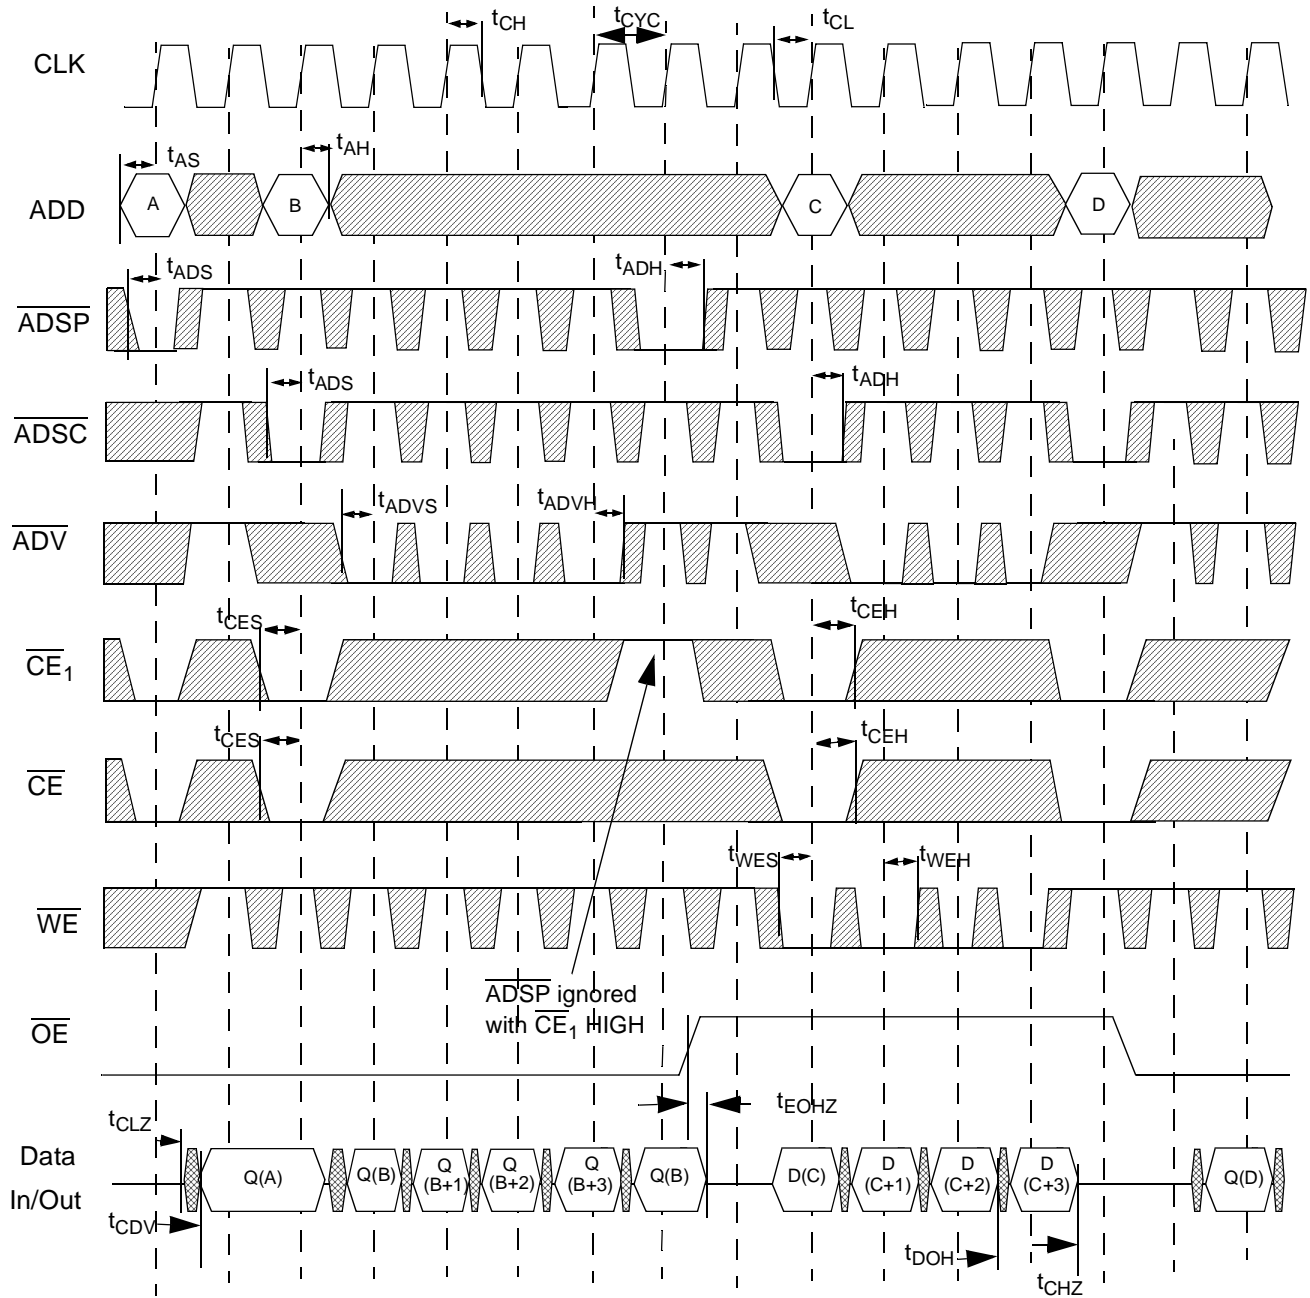 tCH tCYC tCL
CLK
tAS tAH
ADD A B C D
tADS tADH
ADSP
tADS tADH
ADSC
tADVS tADVH
ADV
tCES tCEH
CE1
tCES tCEH
CE
tWES tWEH
WE
ADSP ignored
with CE1 HIGH
OE
tEOHZ
tCLZ
Data
In/Out
Q(A) Q(B) Q (B+1) Q (B+2) Q (B+3) Q(B) D(C) D (C+1) D (C+2) D (C+3) Q(D)
tCDV tDOH tCHZ